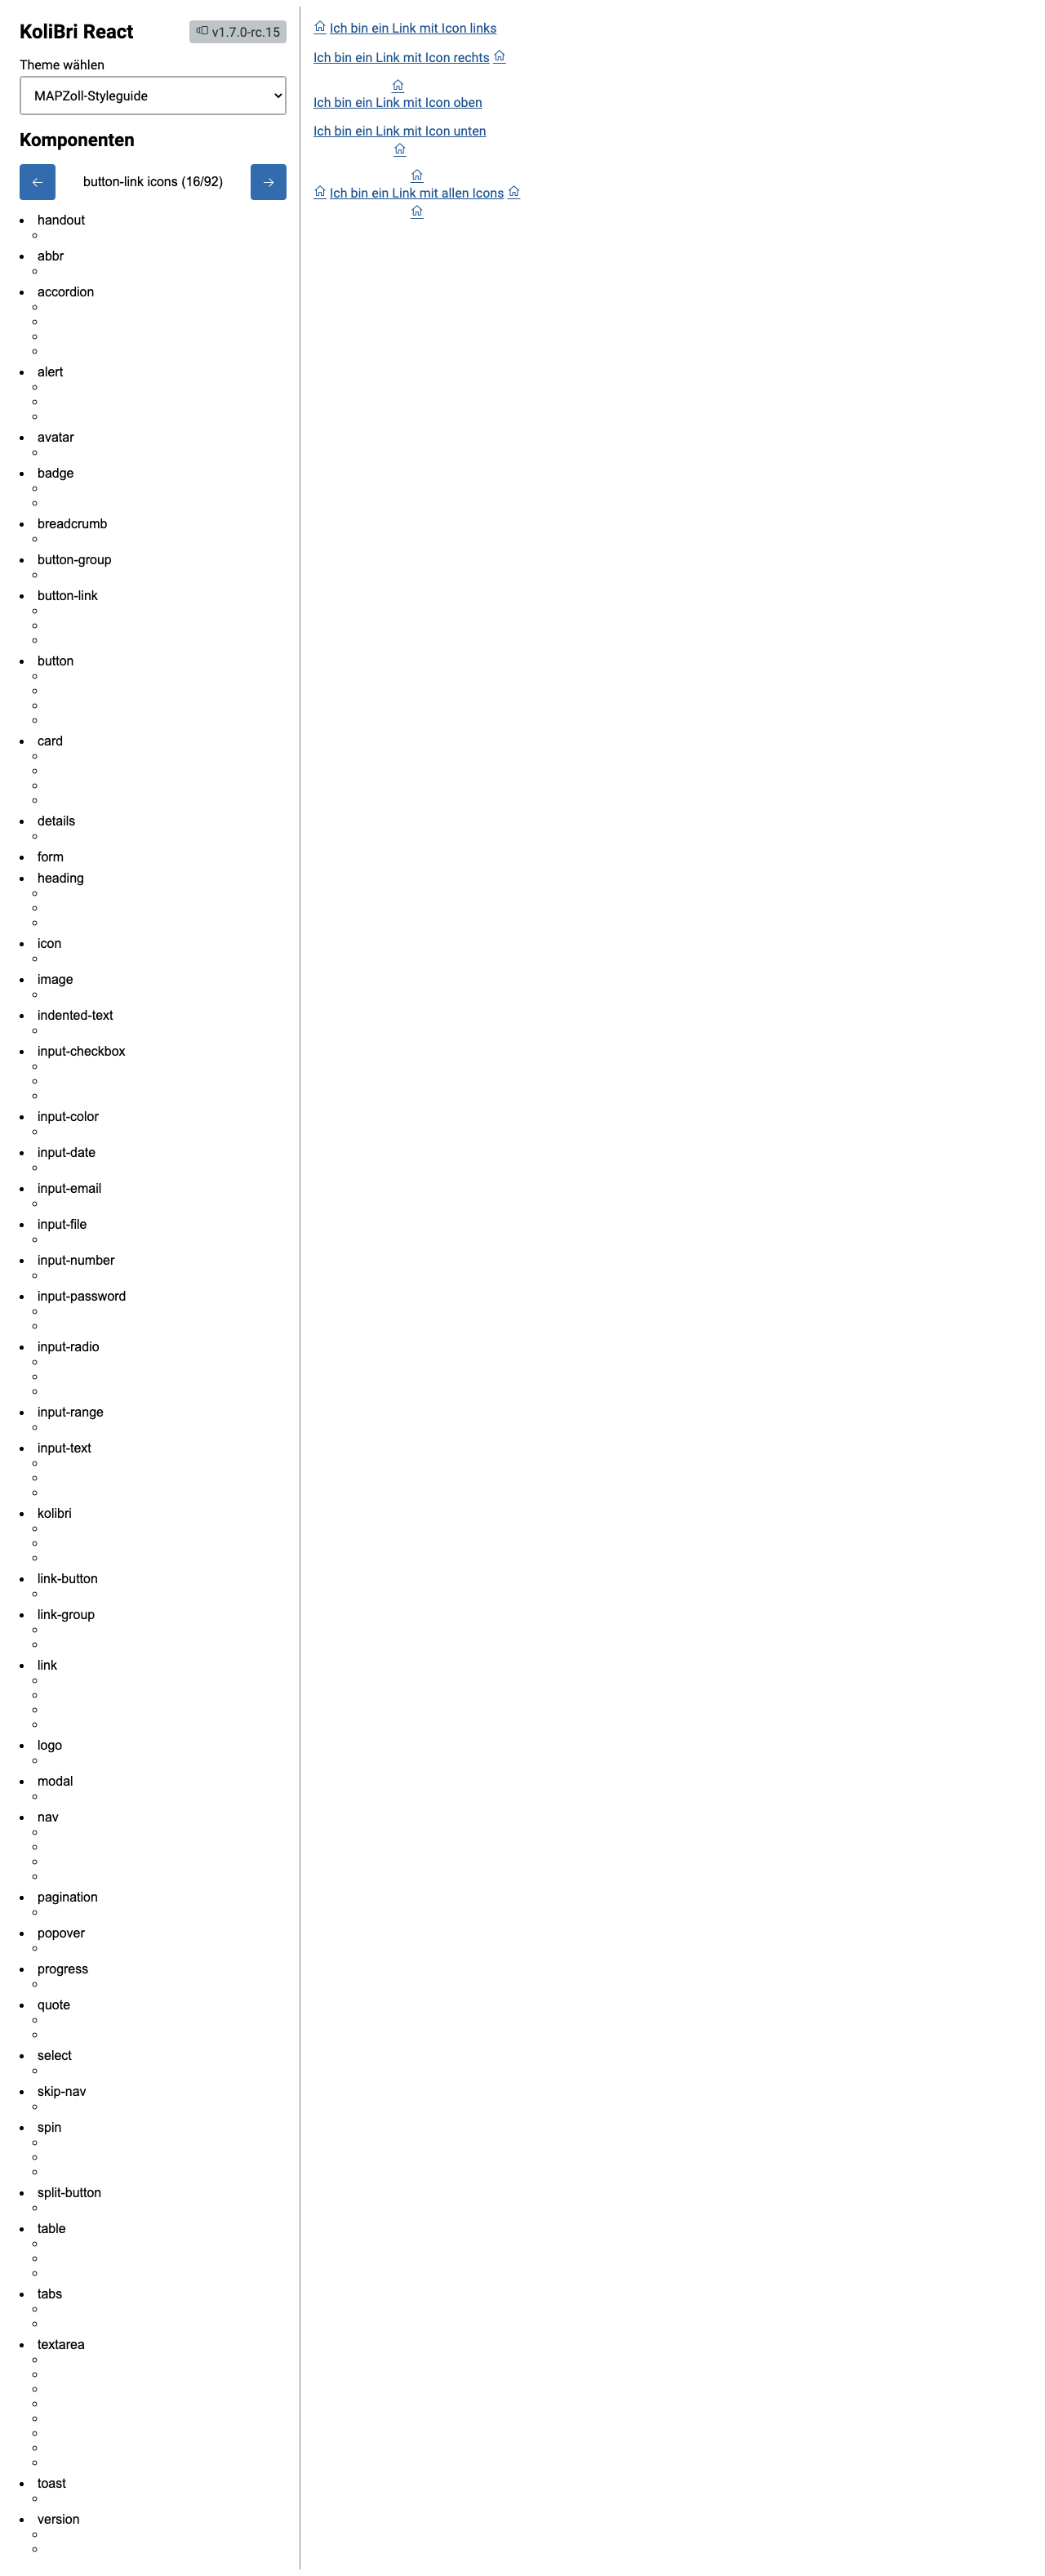 KoliBri React
v1.7.0-rc.15
Theme wählen
MAPZoll-Styleguide
Komponenten
button-link icons (16/92)
handout
abbr
accordion
alert
avatar
badge
breadcrumb
button-group
button-link
button
card
details
form
heading
icon
image
indented-text
input-checkbox
input-color
input-date
input-email
input-file
input-number
input-password
input-radio
input-range
input-text
kolibri
link-button
link-group
link
logo
modal
nav
pagination
popover
progress
quote
select
skip-nav
spin
split-button
table
tabs
textarea
toast
version
Ich bin ein Link mit Icon links
Ich bin ein Link mit Icon rechts
Ich bin ein Link mit Icon oben
Ich bin ein Link mit Icon unten
Ich bin ein Link mit allen Icons